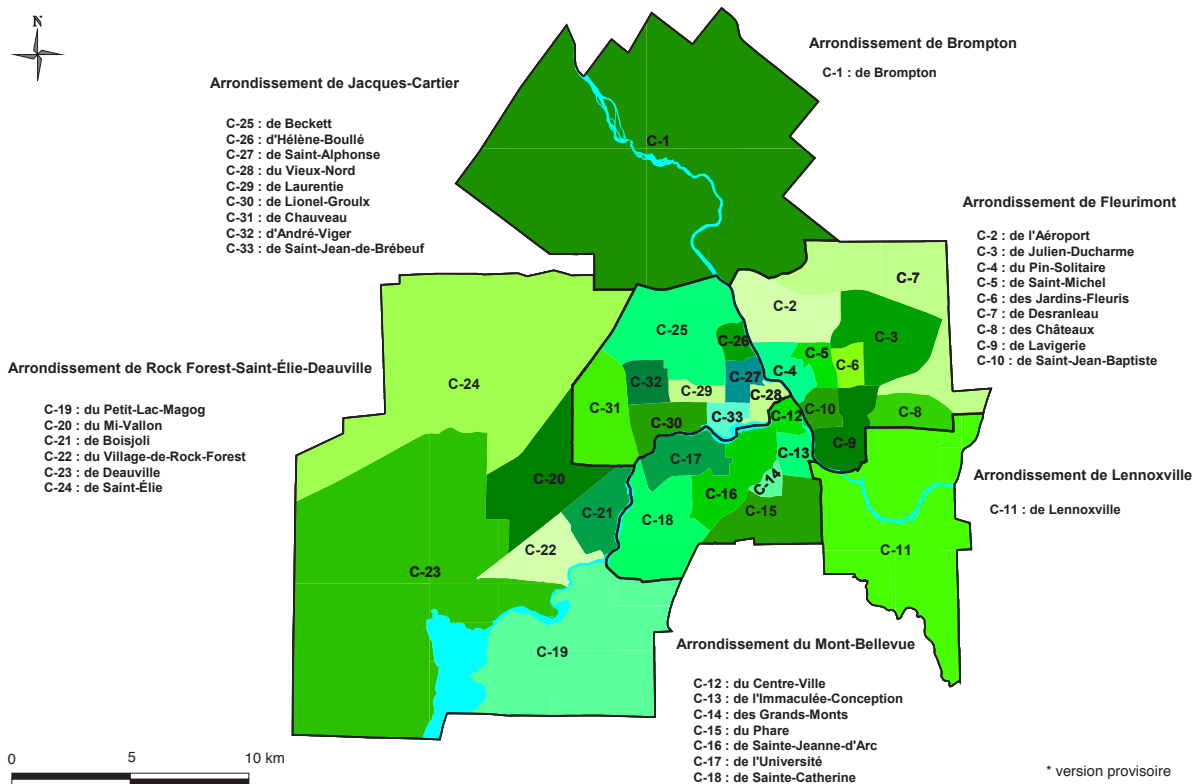 N
Arrondissement de Brompton
C-1 : de Brompton
Arrondissement de Jacques-Cartier
C-25 : de Beckett
C-26 : d'Hélène-Boullé
C-27 : de Saint-Alphonse
C-28 : du Vieux-Nord
C-29 : de Laurentie
C-30 : de Lionel-Groulx
C-31 : de Chauveau
C-32 : d'André-Viger
C-33 : de Saint-Jean-de-Brébeuf
Arrondissement de Fleurimont
C-2 : de l'Aéroport
C-3 : de Julien-Ducharme
C-4 : du Pin-Solitaire
C-5 : de Saint-Michel
C-6 : des Jardins-Fleuris
C-7 : de Desranleau
C-8 : des Châteaux
C-9 : de Lavigerie
C-10 : de Saint-Jean-Baptiste
Arrondissement de Rock Forest-Saint-Élie-Deauville
C-19 : du Petit-Lac-Magog
C-20 : du Mi-Vallon
C-21 : de Boisjoli
C-22 : du Village-de-Rock-Forest
C-23 : de Deauville
C-24 : de Saint-Élie
Arrondissement de Lennoxville
C-11 : de Lennoxville
Arrondissement du Mont-Bellevue
C-12 : du Centre-Ville
C-13 : de l'Immaculée-Conception
C-14 : des Grands-Monts
C-15 : du Phare
C-16 : de Sainte-Jeanne-d'Arc
C-17 : de l'Université
C-18 : de Sainte-Catherine
C-1
C-7
C-2
C-25
C-3
C-26
C-5
C-6
C-4
C-27
C-24
C-32
C-29
C-28
C-31
C-33
C-30
C-12
C-10
C-8
C-9
C-17
C-13
C-14
C-20
C-16
C-21
C-18
C-15
C-22
C-11
C-23
C-19
0 5 10 km
* version provisoire